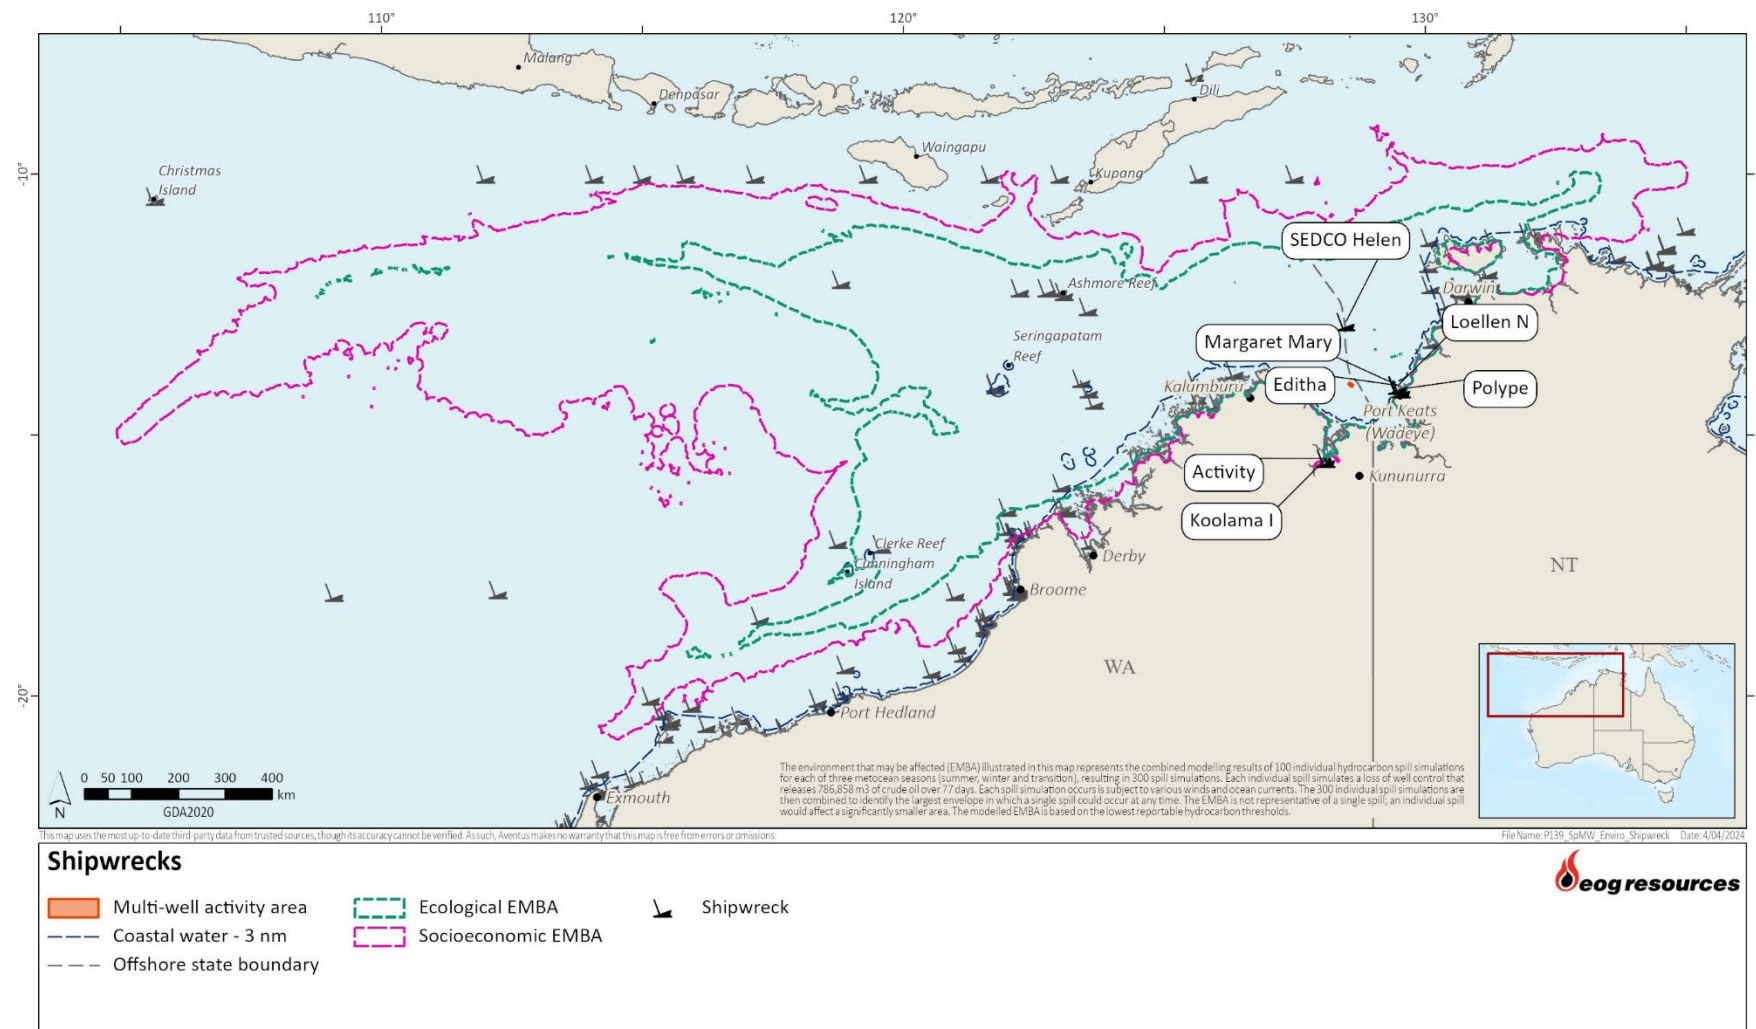 110°
120°
130°
-10°
-20°
Malang
Denpasar
Dili
Waingapu
Kupang
Christmas
Island
SEDCO Helen
Ashmore Reef
Darwin
Loellen N
Seringapatam
Reef
Margaret Mary
Kalumburu
Editha
Polype
Port Keats
(Wadeye)
Activity
Kununurra
Koolama I
Clerke Reef
Cunningham
Island
Derby
Broome
NT
WA
Port Hedland
Exmouth
0 50 100 200 300 400
km
GDA2020
N
The environment that may be affected (EMBA) illustrated in this map represents the combined modelling results of 100 individual hydrocarbon spill simulations
for each of three metocean seasons (summer, winter and transition), resulting in 300 spill simulations. Each individual spill simulates a loss of well control that
releases 786,858 m3 of crude oil over 77 days. Each spill simulation occurs is subject to various winds and ocean currents. The 300 individual spill simulations are
then combined to identify the largest envelope in which a single spill could occur at any time. The EMBA is not representative of a single spill; an individual spill
would affect a significantly smaller area. The modelled EMBA is based on the lowest reportable hydrocarbon thresholds.
This map uses the most up-to-date third-party data from trusted sources, though its accuracy cannot be verified. As such, Aventus makes no warranty that this map is free from errors or omissions.
File Name: P139_SpMW_Enviro_Shipwreck Date: 4/04/2024
Shipwrecks
eog resources
Multi-well activity area
Ecological EMBA
Shipwreck
Coastal water - 3 nm
Socioeconomic EMBA
Offshore state boundary